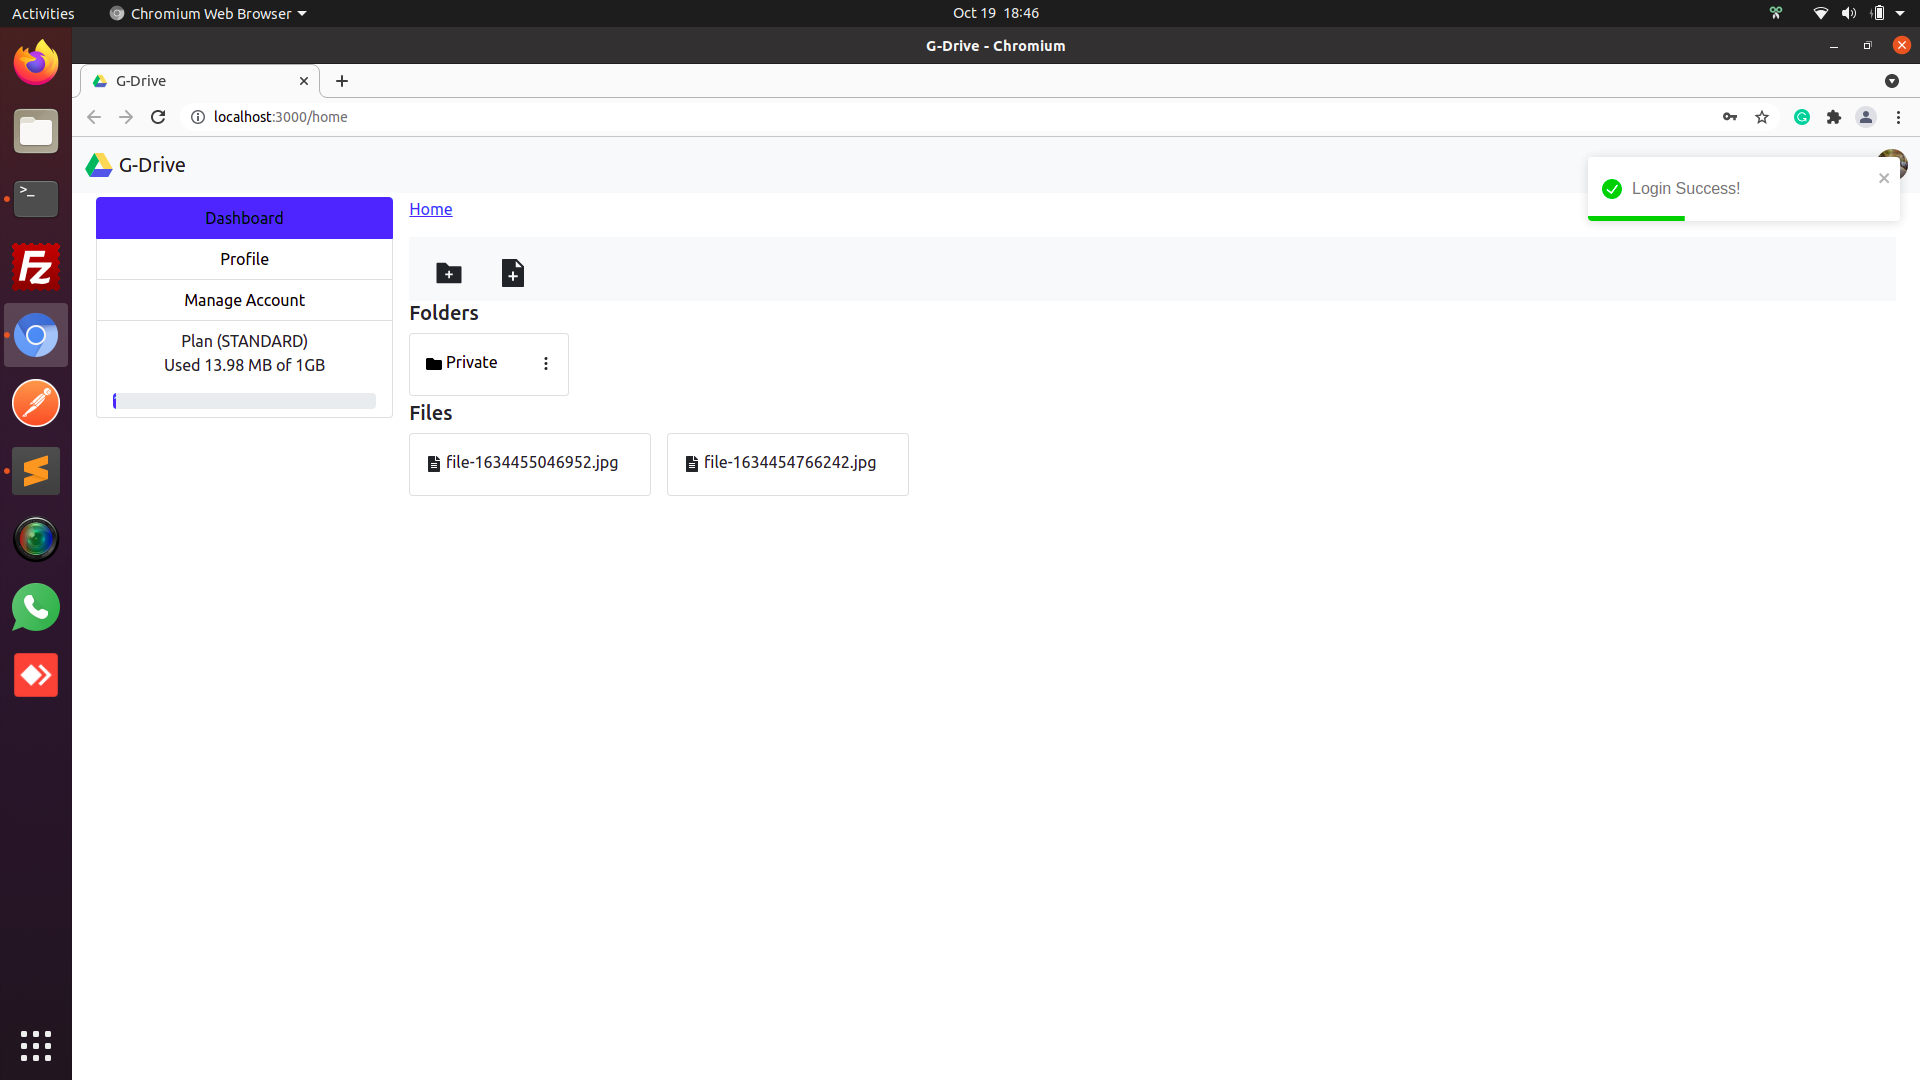 Activities
Chromium Web Browser
Oct 19 18:46
G-Drive - Chromium
G-Drive
localhost:3000/home
G-Drive
Login Success!
Dashboard
Profile
Manage Account
Plan (STANDARD)
Used 13.98 MB of 1GB
Home
Folders
Private
Files
file-1634455046952.jpg
file-1634454766242.jpg